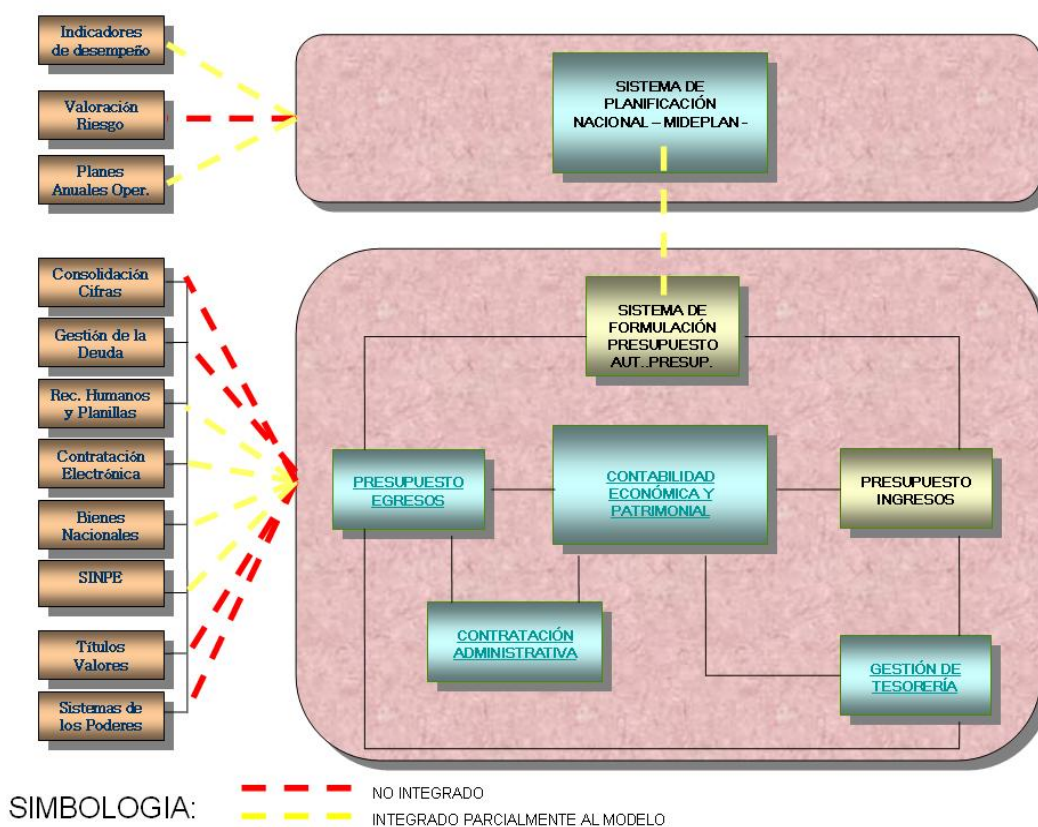 Indicadores
de desempeño
Valoración
Riesgo
Planes
Anuales Oper.
SISTEMA DE
PLANIFICACIÓN
NACIONAL – MIDEPLAN -
Consolidación
Cifras
Gestión de la
Deuda
Rec. Humanos
y Planillas
Contratación
Electrónica
Bienes
Nacionales
SINPE
Títulos
Valores
Sistemas de
los Poderes
SISTEMA DE
FORMULACIÓN
PRESUPUESTO
AUT..PRESUP.
PRESUPUESTO
EGRESOS
CONTABILIDAD
ECONÓMICA Y
PATRIMONIAL
PRESUPUESTO
INGRESOS
CONTRATACIÓN
ADMINISTRATIVA
GESTIÓN DE
TESORERÍA
SIMBOLOGIA:
NO INTEGRADO
INTEGRADO PARCIALMENTE AL MODELO